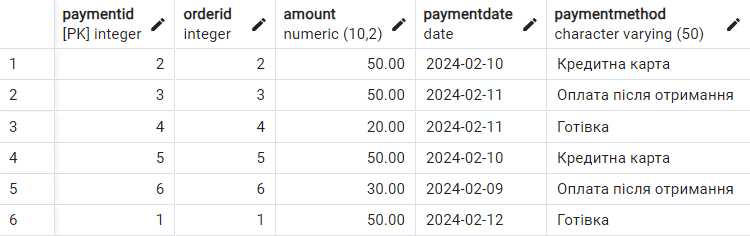 paymentid orderid amount paymentdate paymentmethod
[PK] integer integer numeric (10,2) date character varying (50)
1 2 2 50.00 2024-02-10 Кредитна карта
2 3 3 50.00 2024-02-11 Оплата після отримання
3 4 4 20.00 2024-02-11 Готівка
4 5 5 50.00 2024-02-10 Кредитна карта
5 6 6 30.00 2024-02-09 Оплата після отримання
6 1 1 50.00 2024-02-12 Готівка